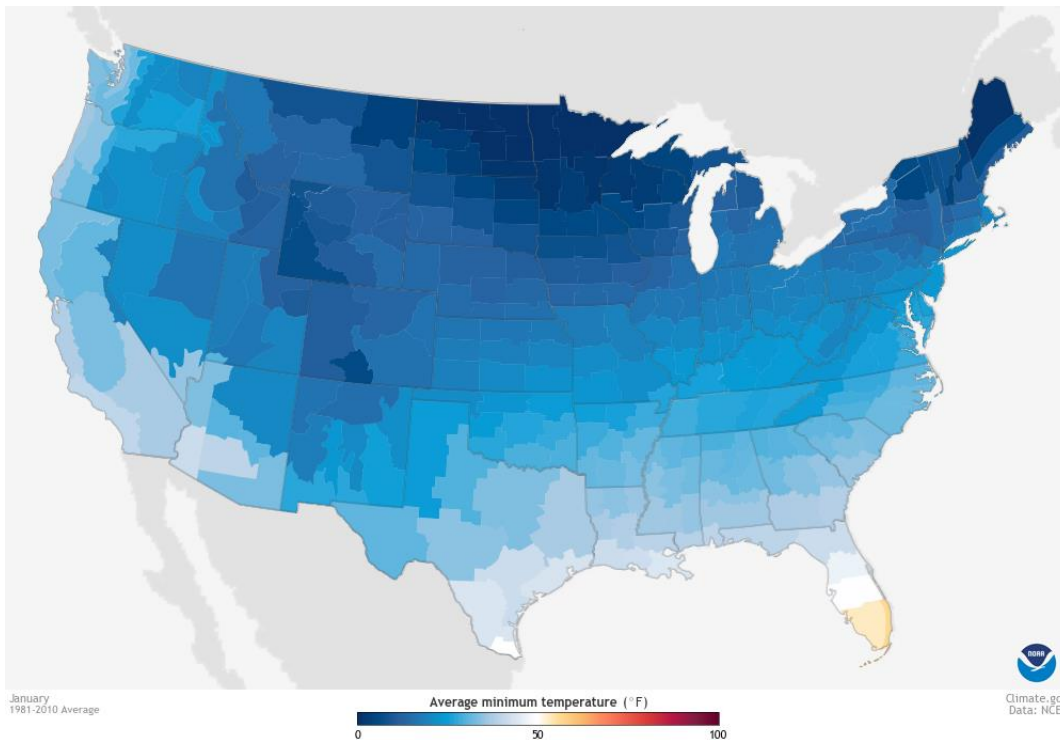 NOAA
January
1981-2010 Average
Average minimum temperature (°F)
0 50 100
Climate.go
Data: NCE